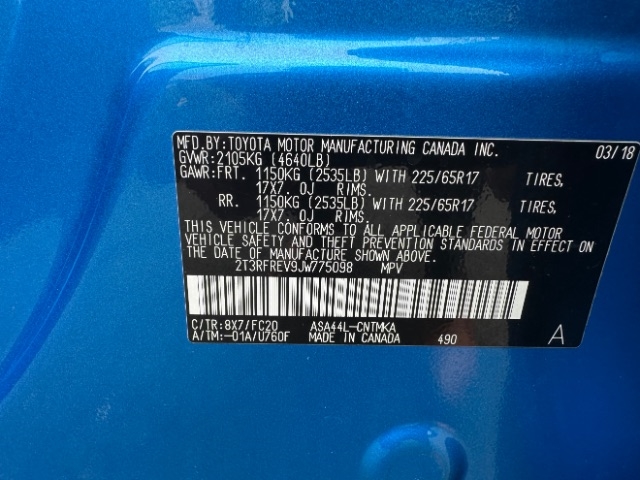 MFD.BY:TOYOTA MOTOR MANUFACTURING CANADA INC. 03/18
GVWR:2105KG (4640LB)
GAWR:FRT. 1150KG (2535LB) WITH 225/65R17 TIRES,
17X7.0J RIMS.
RR. 1150KG (2535LB) WITH 225/65R17 TIRES,
17X7.0J RIMS.
THIS VEHICLE CONFORMS TO ALL APPLICABLE FEDERAL MOTOR
VEHICLE SAFETY AND THEFT PREVENTION STANDARDS IN EFFECT ON
THE DATE OF MANUFACTURE SHOWN ABOVE.
2T3RFREV9JW775098 MPV
C/TR:8X7/FC20 ASA44L-CNTMKA A
A/TM:-01A/U760F MADE IN CANADA 490